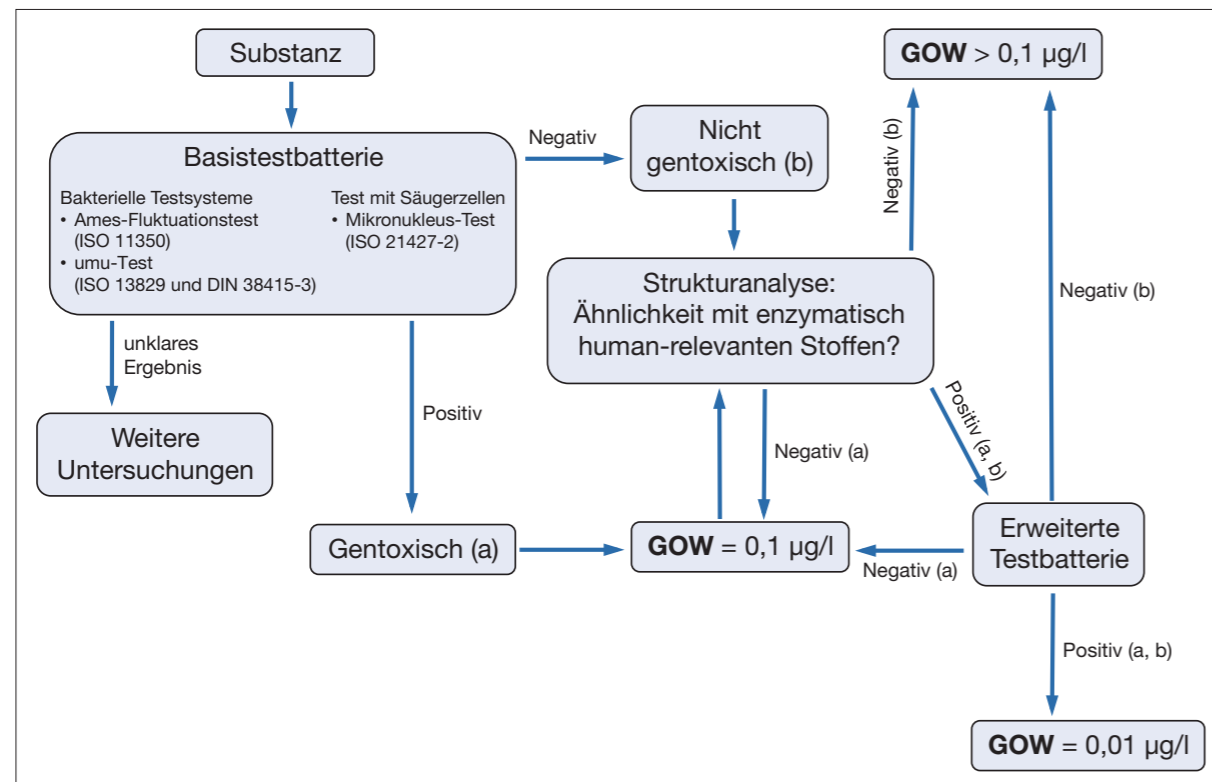 Substanz
GOW > 0,1 µg/l
Basistestbatterie
Bakterielle Testsysteme
• Ames-Fluktuationstest
(ISO 11350)
• umu-Test
(ISO 13829 und DIN 38415-3)
Test mit Säugerzellen
• Mikronukleus-Test
(ISO 21427-2)
Negativ
Nicht
gentoxisch (b)
Negativ (b)
Negativ (b)
Strukturanalyse:
Ähnlichkeit mit enzymatisch
human-relevanten Stoffen?
unklares
Ergebnis
Positiv
Weitere
Untersuchungen
Negativ (a)
Positiv (a, b)
Gentoxisch (a)
GOW = 0,1 µg/l
Negativ (a)
Erweiterte
Testbatterie
Positiv (a, b)
GOW = 0,01 µg/l